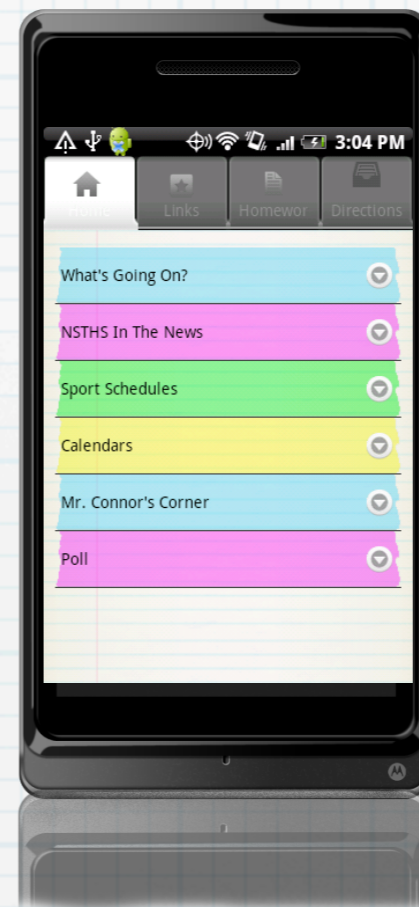 3:04 PM
Home Links Homewor Directions
What's Going On?
NSTHS In The News
Sport Schedules
Calendars
Mr. Connor's Corner
Poll